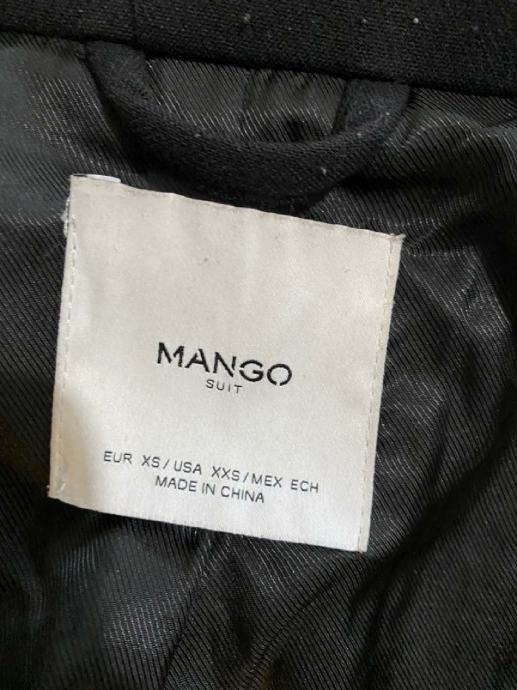 MANGO
SUIT
EUR XS/USA XXS/MEX ECH
MADE IN CHINA